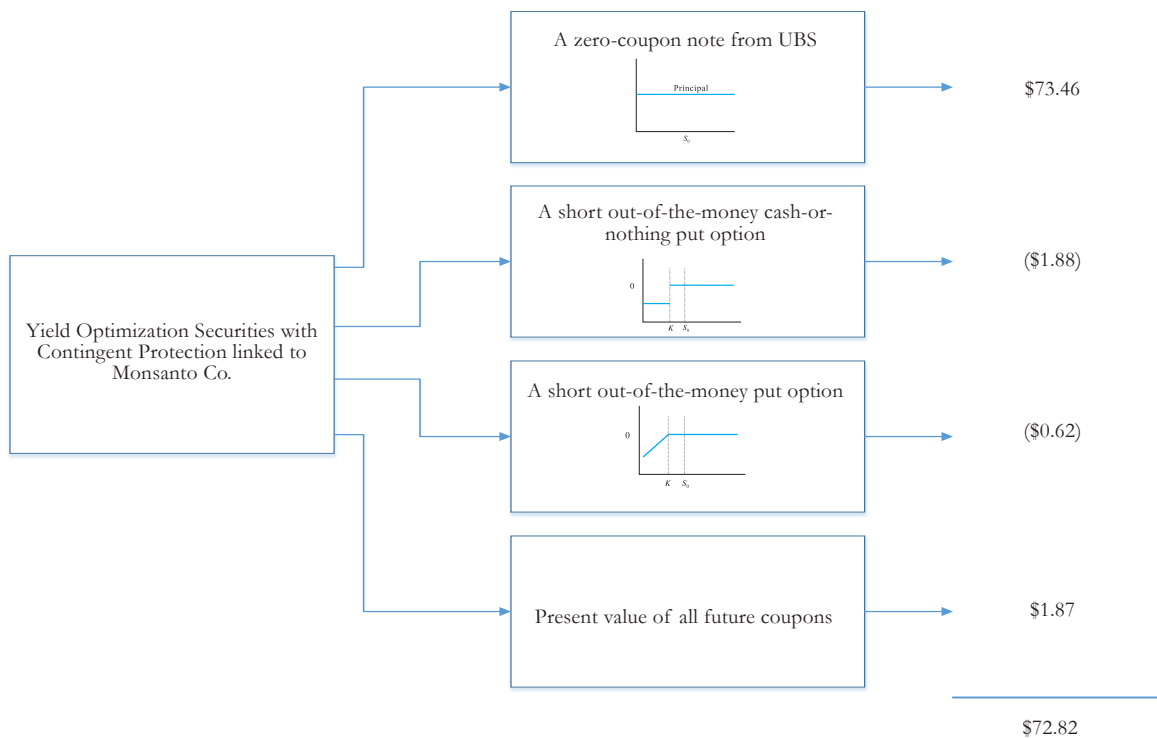 A zero-coupon note from UBS
Principal
S₀
$73.46
A short out-of-the-money cash-or-
nothing put option
0
K S₀
($1.88)
Yield Optimization Securities with
Contingent Protection linked to
Monsanto Co.
A short out-of-the-money put option
0
K S₀
($0.62)
Present value of all future coupons
$1.87
$72.82